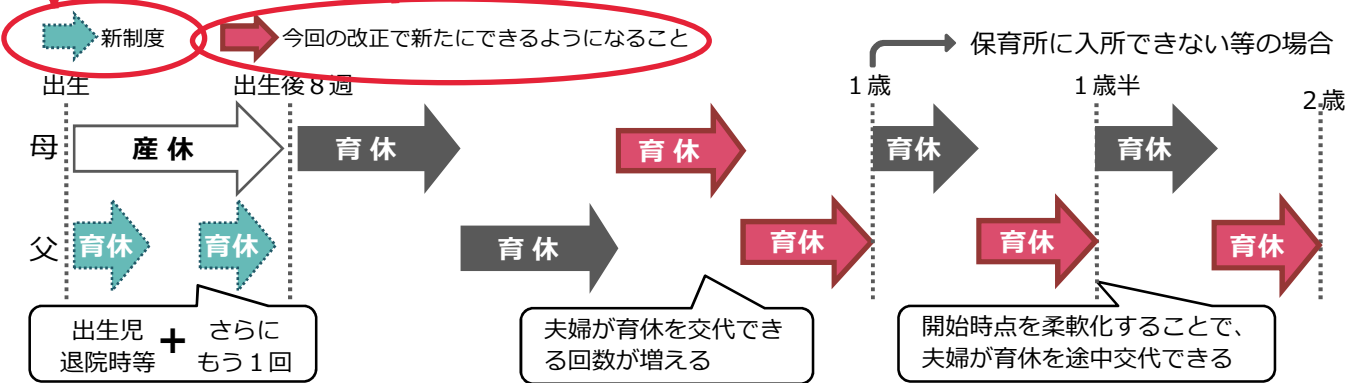 新制度
今回の改正で新たにできるようになること
保育所に入所できない等の場合
出生
出生後８週
１歳
１歳半
２歳
母
産休
育休
育休
育休
育休
父
育休
育休
育休
育休
育休
育休
出生児
退院時等
+
さらに
もう１回
夫婦が育休を交代でき
る回数が増える
開始時点を柔軟化することで、
夫婦が育休を途中交代できる